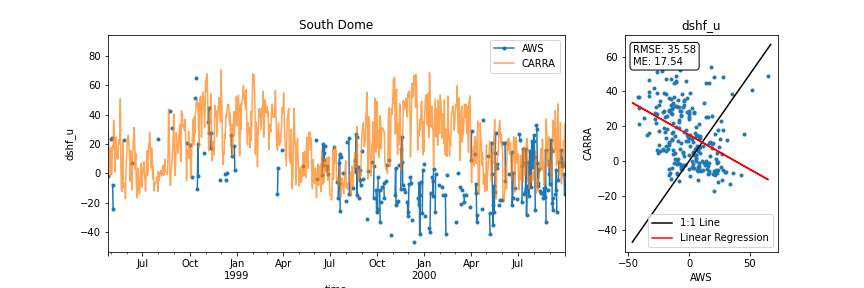 South Dome
dshf_u
80
60
40
20
0
−20
−40
Jul
Oct
Jan
1999
Apr
Jul
Oct
Jan
2000
Apr
Jul
time
AWS
CARRA
dshf_u
RMSE: 35.58
ME: 17.54
CARRA
60
40
20
0
−20
−40
1:1 Line
Linear Regression
−50
0
50
AWS